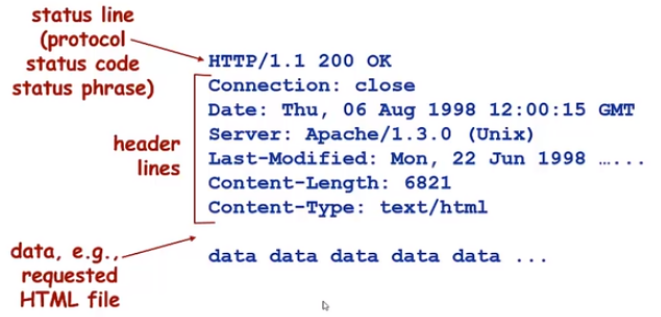 status line
(protocol
status code
status phrase)
HTTP/1.1 200 OK
Connection: close
Date: Thu, 06 Aug 1998 12:00:15 GMT
Server: Apache/1.3.0 (Unix)
Last-Modified: Mon, 22 Jun 1998 …...
Content-Length: 6821
Content-Type: text/html
header
lines
data, e.g.,
requested
HTML file
data data data data data ...